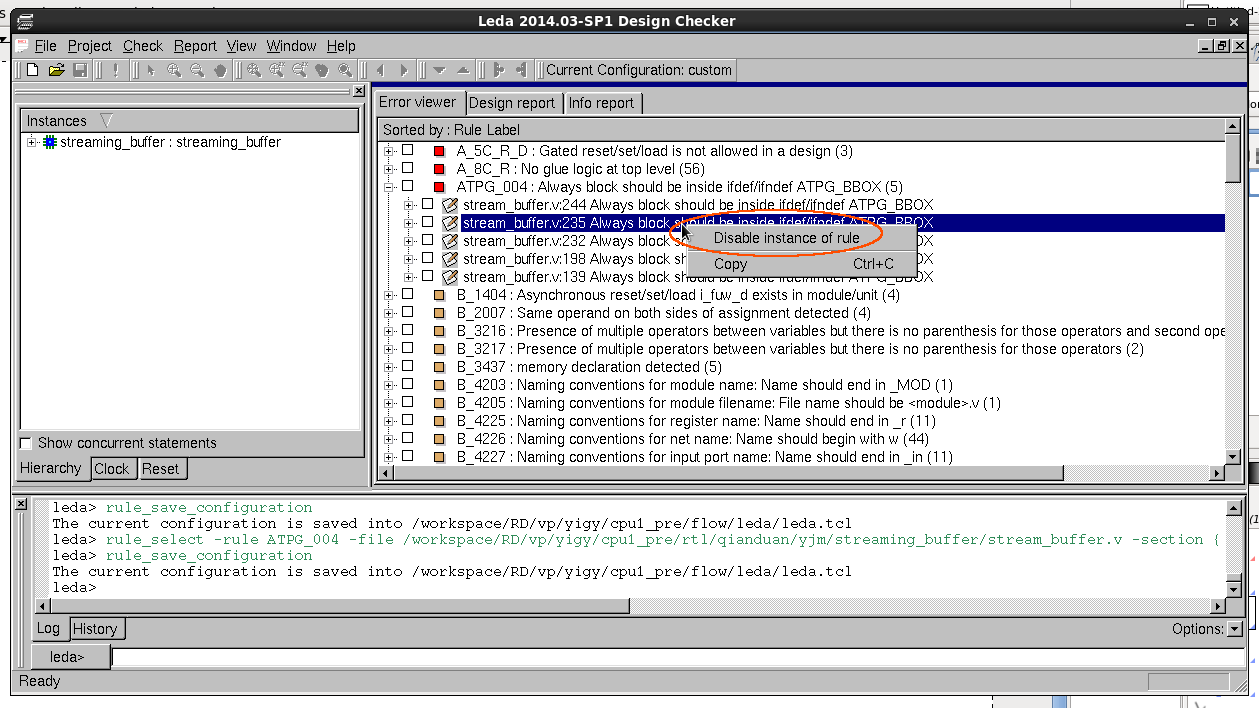 Leda 2014.03-SP1 Design Checker
File Project Check Report View Window Help
Current Configuration: custom
Instances
streaming_buffer : streaming_buffer
Show concurrent statements
Hierarchy Clock Reset
Error viewer Design report Info report
Sorted by : Rule Label
A_5C_R_D : Gated reset/set/load is not allowed in a design (3)
A_8C_R : No glue logic at top level (56)
ATPG_004 : Always block should be inside ifdef/ifndef ATPG_BBOX (5)
stream_buffer.v:244 Always block should be inside ifdef/ifndef ATPG_BBOX
stream_buffer.v:235 Always block should be inside ifdef/ifndef ATPG_BBOX
Disable instance of rule
Copy Ctrl+C
stream_buffer.v:232 Always block
stream_buffer.v:198 Always block
stream_buffer.v:139 Always block should be inside ifdef/ifndef ATPG_BBOX
B_1404 : Asynchronous reset/set/load i_fuw_d exists in module/unit (4)
B_2007 : Same operand on both sides of assignment detected (4)
B_3216 : Presence of multiple operators between variables but there is no parenthesis for those operators and second ope
B_3217 : Presence of multiple operators between variables but there is no parenthesis for those operators (2)
B_3437 : memory declaration detected (5)
B_4203 : Naming conventions for module name: Name should end in _MOD (1)
B_4205 : Naming conventions for module filename: File name should be <module>.v (1)
B_4225 : Naming conventions for register name: Name should end in _r (11)
B_4226 : Naming conventions for net name: Name should begin with w (44)
B_4227 : Naming conventions for input port name: Name should end in _in (11)
leda> rule_save_configuration
The current configuration is saved into /workspace/RD/vp/yigy/cpu1_pre/flow/leda/leda.tcl
leda> rule_select -rule ATPG_004 -file /workspace/RD/vp/yigy/cpu1_pre/rtl/qianduan/yjm/streaming_buffer/stream_buffer.v -section {
leda> rule_save_configuration
The current configuration is saved into /workspace/RD/vp/yigy/cpu1_pre/flow/leda/leda.tcl
leda>
Log History
Options:
leda>
Ready